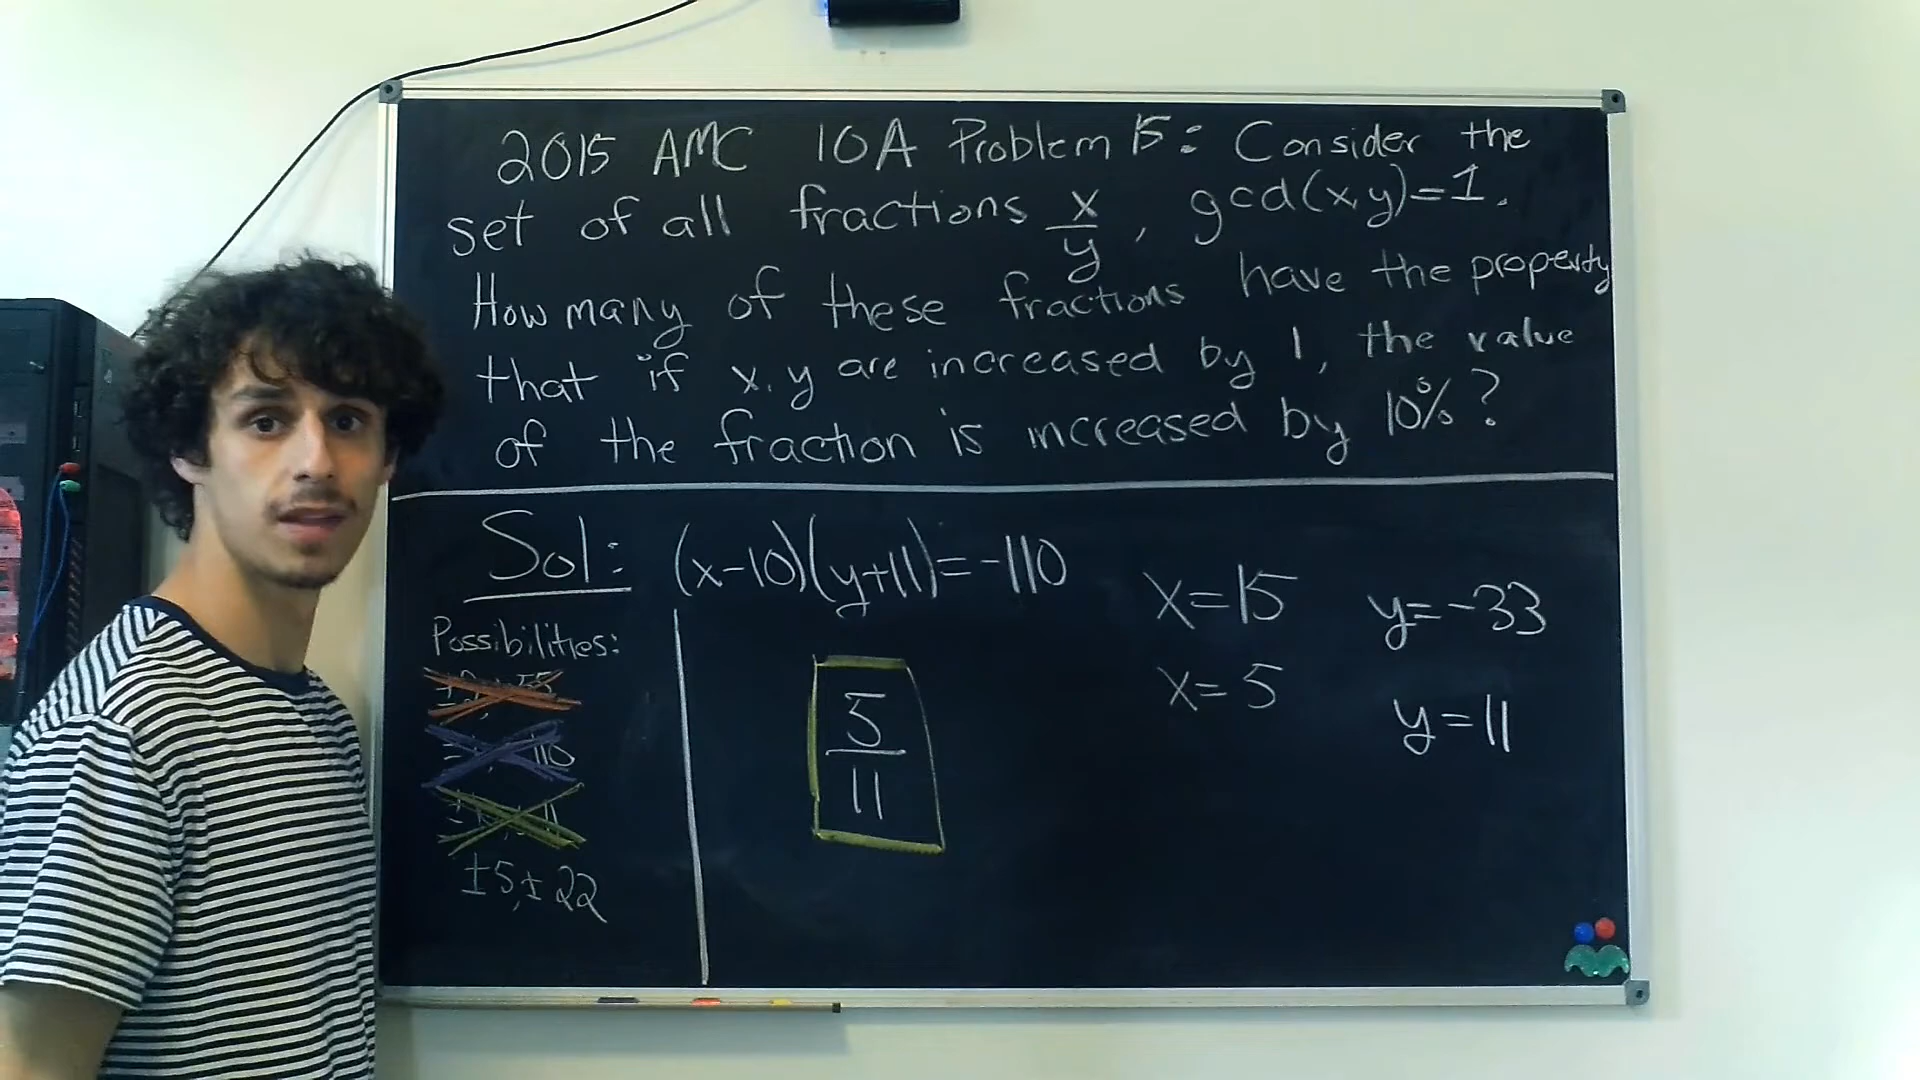 2015 AMC 10A Problem 15: Consider the
set of all fractions x/y, gcd(x,y)=1.
How many of these fractions have the property
that if x,y are increased by 1, the value
of the fraction is increased by 10%?
Sol: (x-10)(y+11)=-110
Possibilities:
110
±5,±22
5/11
x=15 y=-33
x=5 y=11